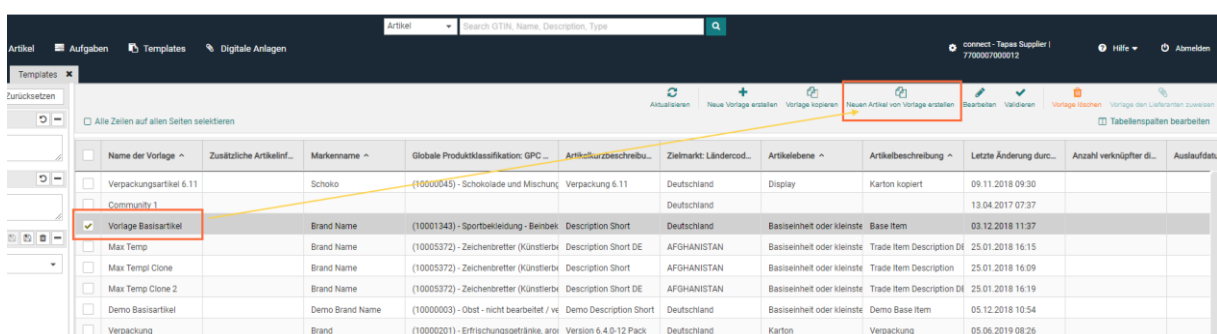 Artikel Search GTIN, Name, Description, Type
Artikel Aufgaben Templates Digitale Anlagen connect - Tapas Supplier | 7700007000012 Hilfe Abmelden
Templates
Zurücksetzen
Aktualisieren Neue Vorlage erstellen Vorlage kopieren Neuen Artikel von Vorlage erstellen Bearbeiten Validieren Vorlage löschen Vorlage den Lieferanten zuweisen
Alle Zeilen auf allen Seiten selektieren Tabellenspalten bearbeiten
Name der Vorlage Zusätzliche Artikelinf... Markenname Globale Produktklassifikation: GPC ... Artikelkurzbeschreibu... Zielmarkt: Ländercod... Artikelebene Artikelbeschreibung Letzte Änderung durc... Anzahl verknüpfter di... Auslaufdatu
Verpackungsartikel 6.11 Schoko (10000045) - Schokolade und Mischung Verpackung 6.11 Deutschland Display Karton kopiert 09.11.2018 09:30
Community 1 Deutschland 13.04.2017 07:37
Vorlage Basisartikel Brand Name (10001343) - Sportbekleidung - Beinbek Description Short Deutschland Basiseinheit oder kleinste Base Item 03.12.2018 11:37
Max Temp Brand Name (10005372) - Zeichenbretter (Künstlerbe Description Short DE AFGHANISTAN Basiseinheit oder kleinste Trade Item Description DE 25.01.2018 16:15
Max Templ Clone Brand Name (10005372) - Zeichenbretter (Künstlerbe Description Short AFGHANISTAN Basiseinheit oder kleinste Trade Item Description 25.01.2018 16:09
Max Temp Clone 2 Brand Name (10005372) - Zeichenbretter (Künstlerbe Description Short DE AFGHANISTAN Basiseinheit oder kleinste Trade Item Description DE 25.01.2018 16:19
Demo Basisartikel Demo Brand Name (10000003) - Obst - nicht bearbeitet / ve Demo Description Short Deutschland Basiseinheit oder kleinste Demo Base Item 05.12.2018 10:54
Verpackung Brand (10000201) - Erfrischungsgetränke, aro Version 6.4.0-12 Pack Deutschland Karton Verpackung 05.06.2019 08:26